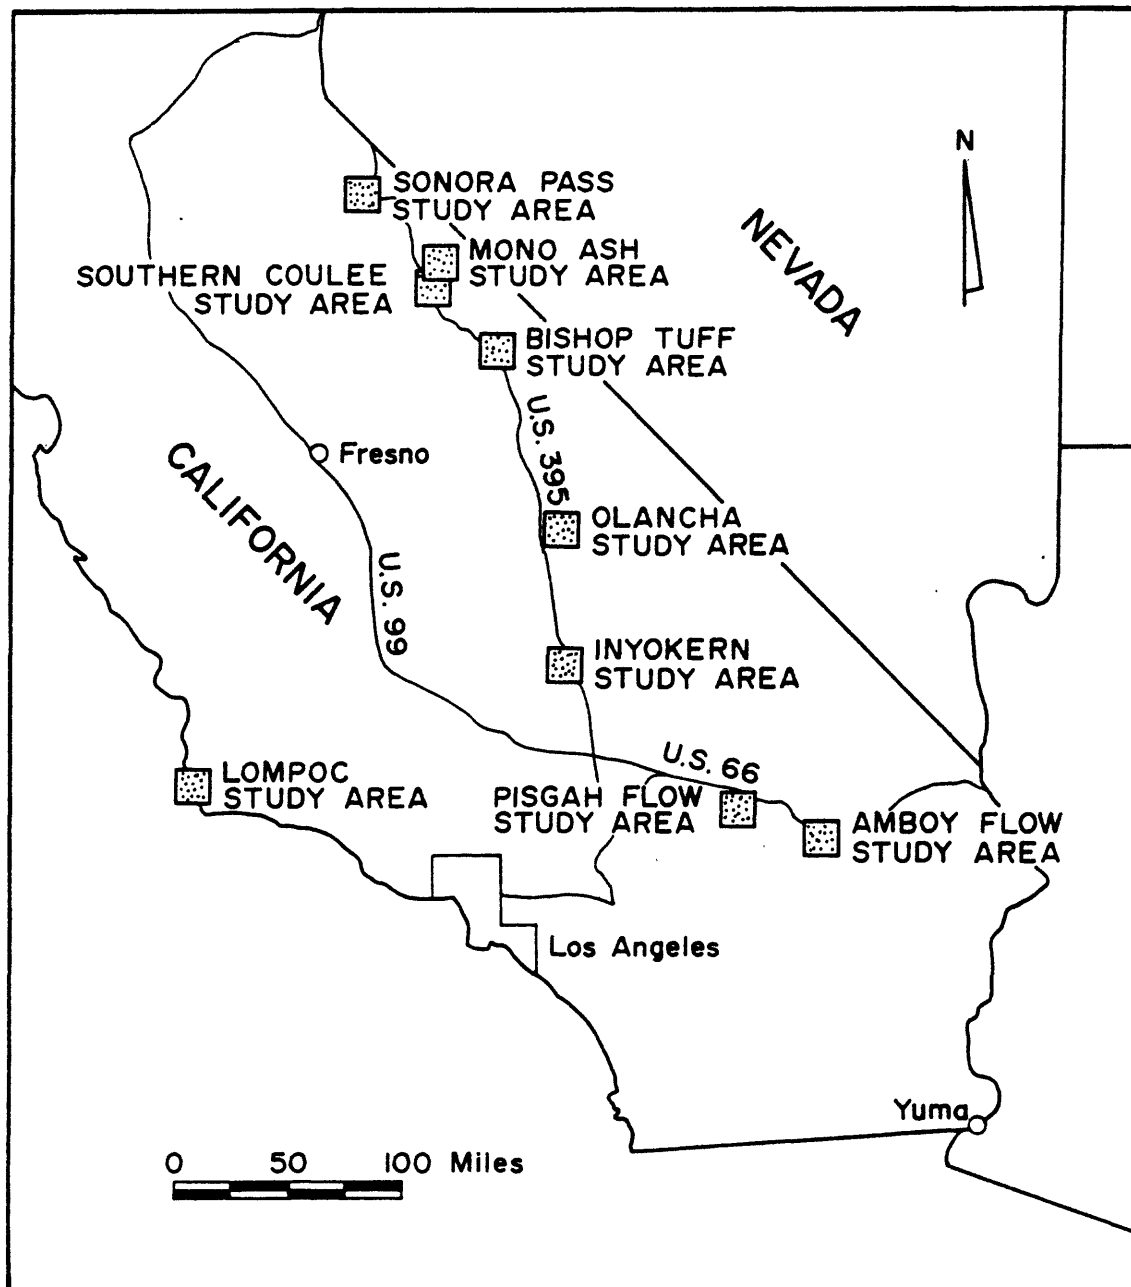 N
SONORA PASS
STUDY AREA
NEVADA
MONO ASH
STUDY AREA
SOUTHERN COULEE
STUDY AREA
BISHOP TUFF
STUDY AREA
U.S. 395
CALIFORNIA
Fresno
OLANCHA
STUDY AREA
U.S. 99
INYOKERN
STUDY AREA
U.S. 66
LOMPOC
STUDY AREA
PISGAH FLOW
STUDY AREA
AMBOY FLOW
STUDY AREA
Los Angeles
Yuma
0 50 100 Miles